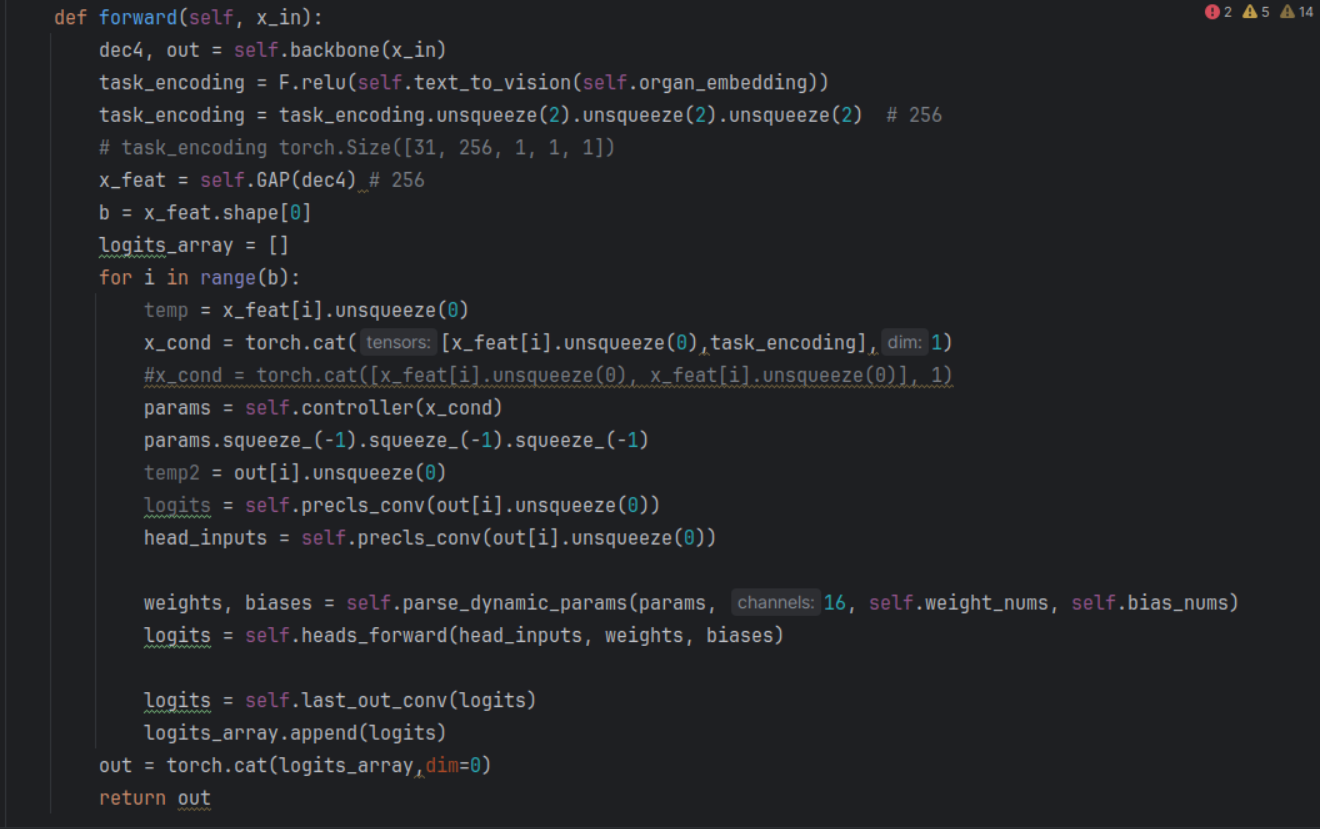 def forward(self, x_in):
2 5 14
dec4, out = self.backbone(x_in)
task_encoding = F.relu(self.text_to_vision(self.organ_embedding))
task_encoding = task_encoding.unsqueeze(2).unsqueeze(2).unsqueeze(2)  # 256
# task_encoding torch.Size([31, 256, 1, 1, 1])
x_feat = self.GAP(dec4) # 256
b = x_feat.shape[0]
logits_array = []
for i in range(b):
temp = x_feat[i].unsqueeze(0)
x_cond = torch.cat( tensors: [x_feat[i].unsqueeze(0),task_encoding], dim: 1)
#x_cond = torch.cat([x_feat[i].unsqueeze(0), x_feat[i].unsqueeze(0)], 1)
params = self.controller(x_cond)
params.squeeze_(-1).squeeze_(-1).squeeze_(-1)
temp2 = out[i].unsqueeze(0)
logits = self.precls_conv(out[i].unsqueeze(0))
head_inputs = self.precls_conv(out[i].unsqueeze(0))
weights, biases = self.parse_dynamic_params(params, channels: 16, self.weight_nums, self.bias_nums)
logits = self.heads_forward(head_inputs, weights, biases)
logits = self.last_out_conv(logits)
logits_array.append(logits)
out = torch.cat(logits_array,dim=0)
return out